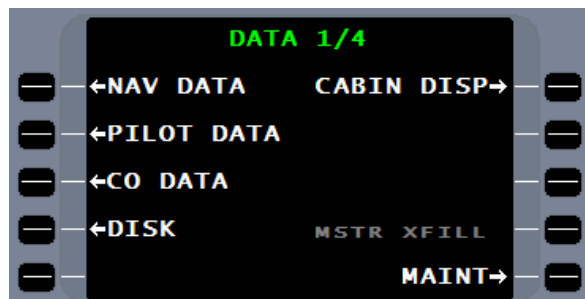 DATA 1/4
←NAV DATA CABIN DISP→
←PILOT DATA
←CO DATA
←DISK MSTR XFILL
MAINT→